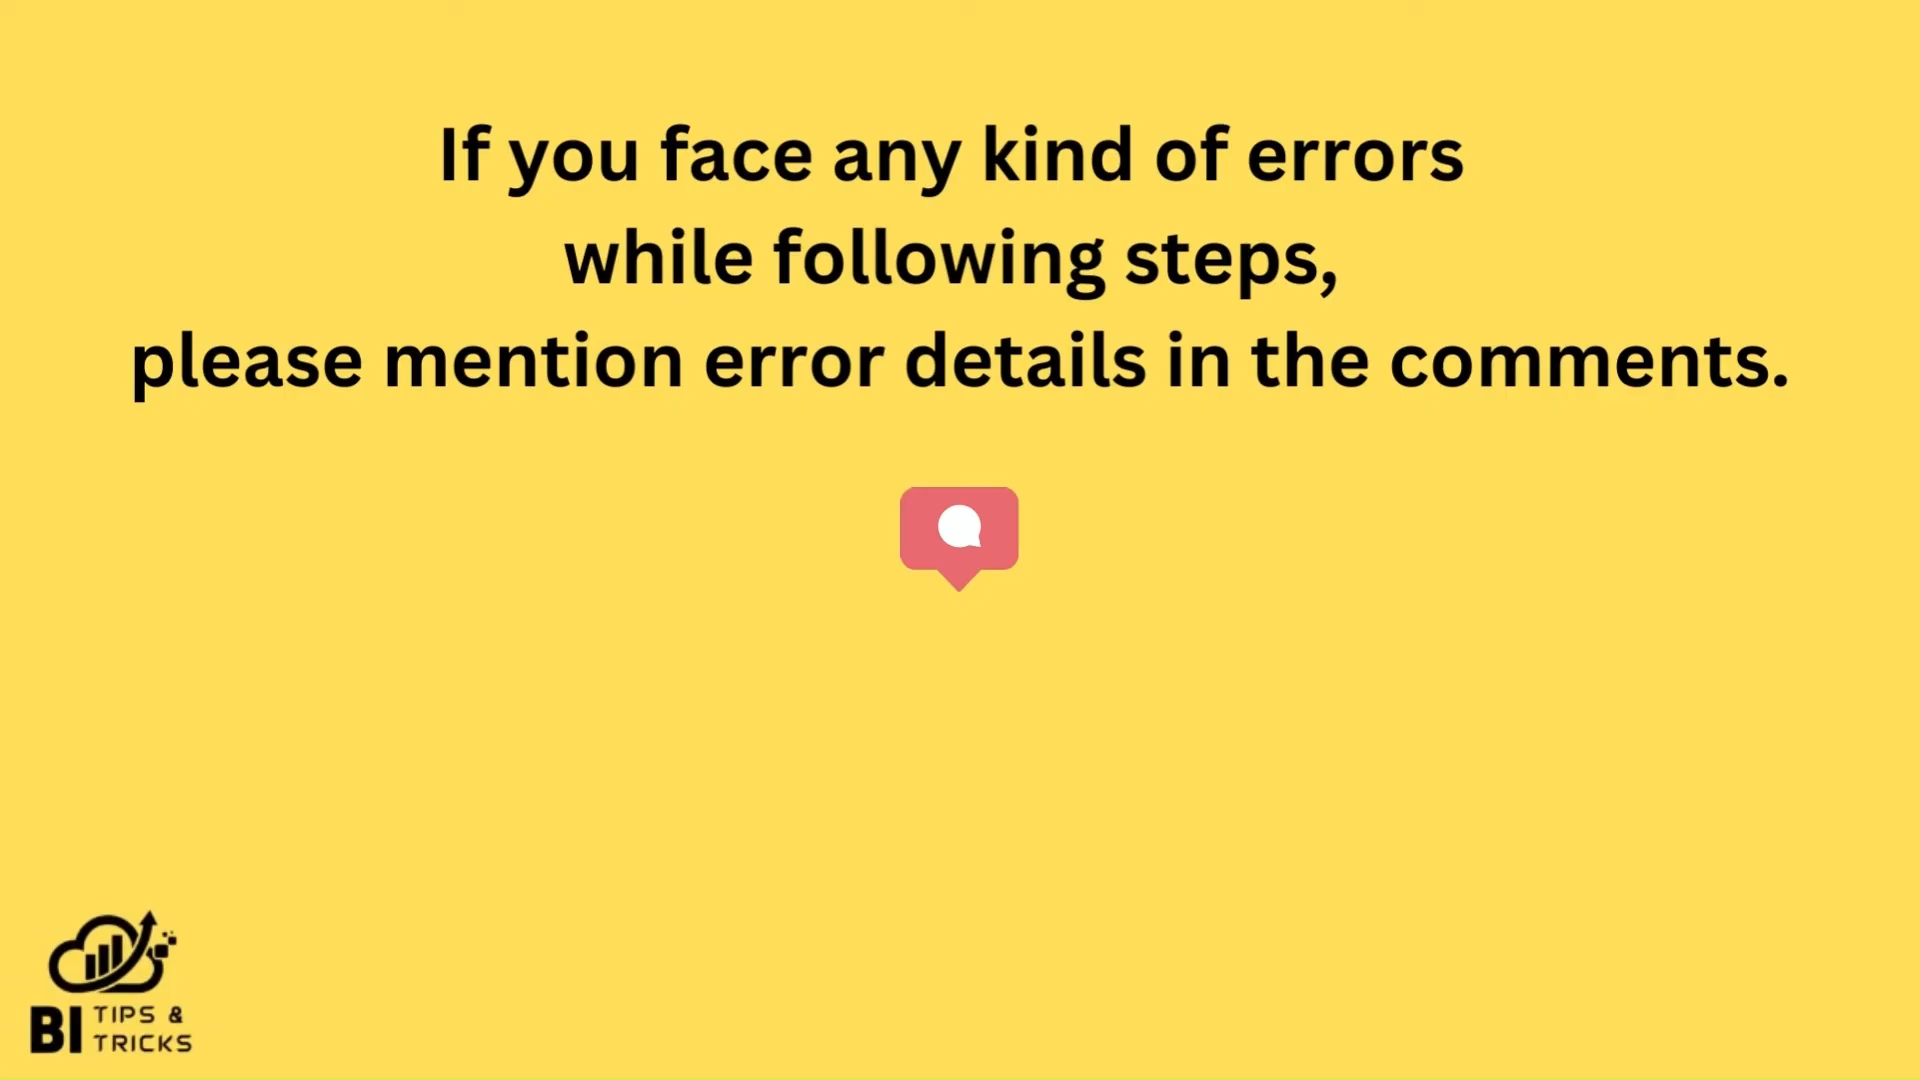 If you face any kind of errors
while following steps,
please mention error details in the comments.
BI TIPS &
TRICKS